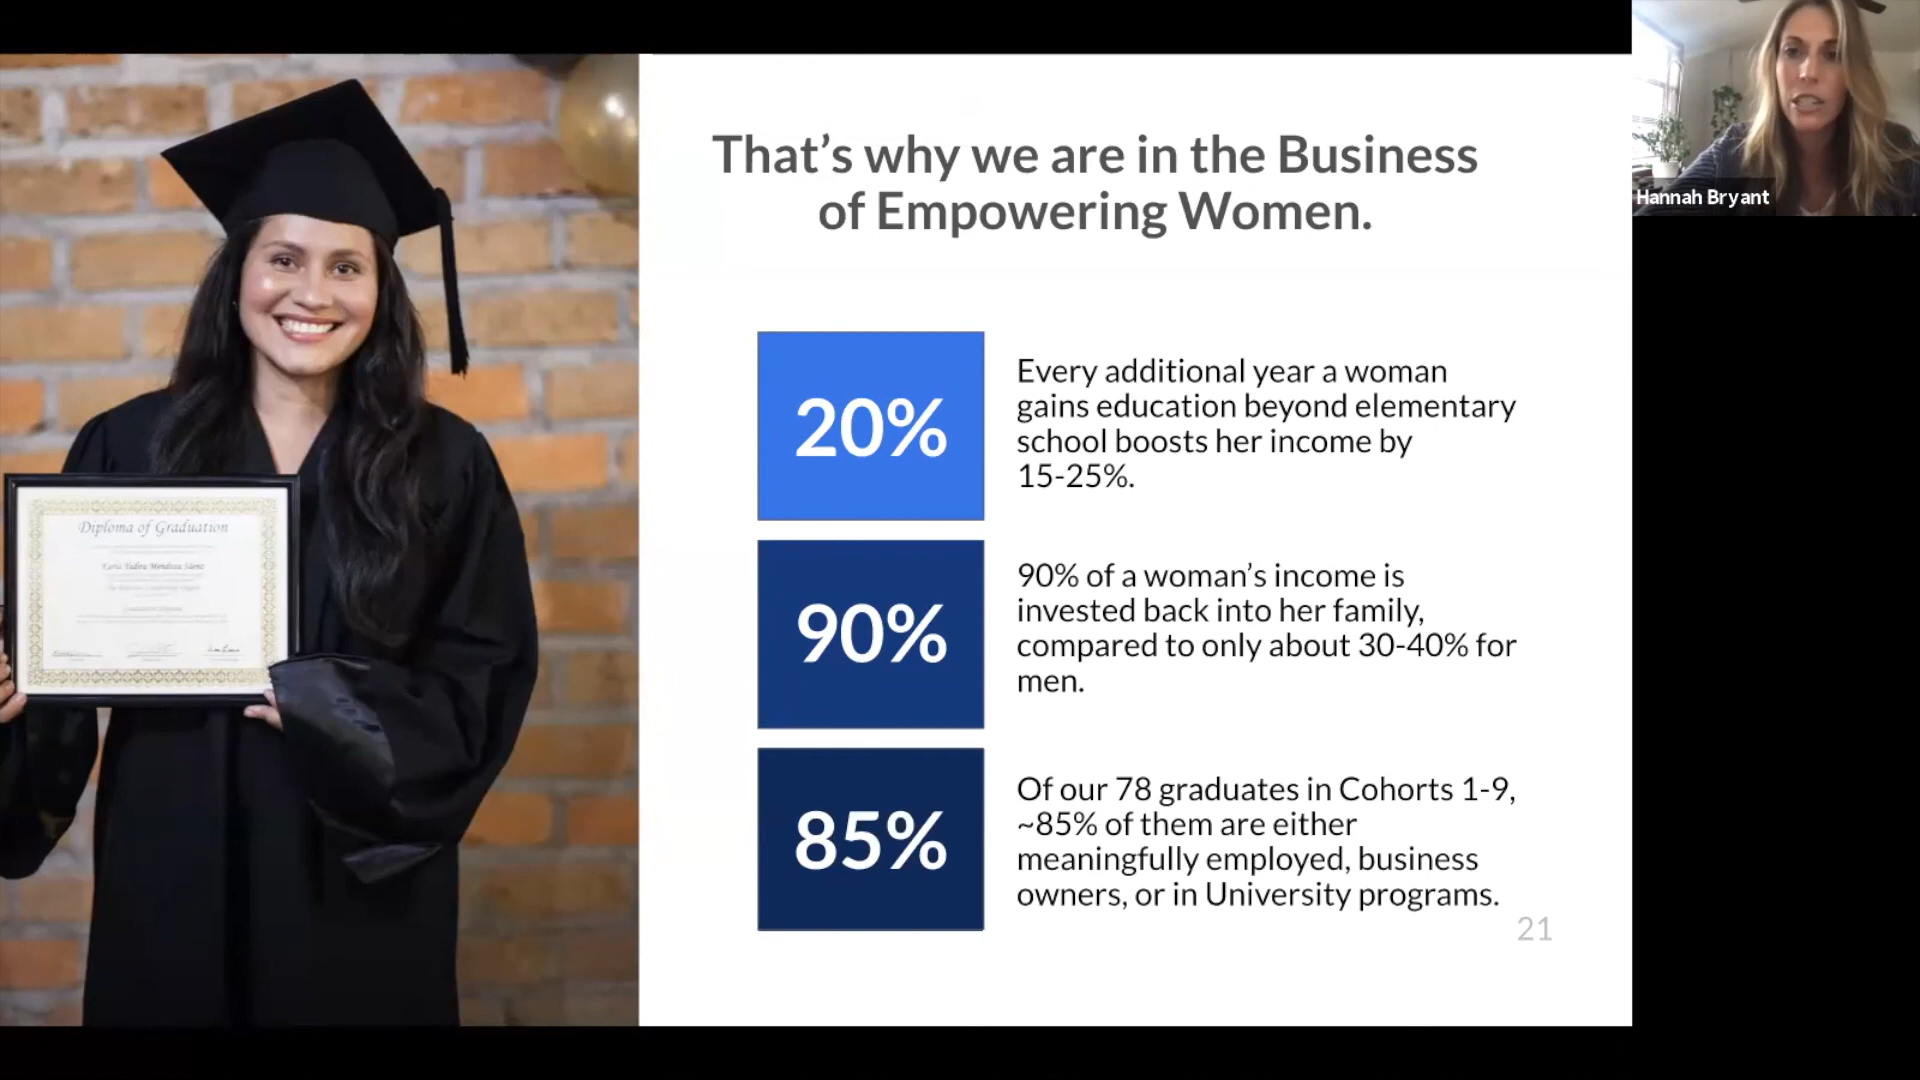 That's why we are in the Business
of Empowering Women.
20%
Every additional year a woman
gains education beyond elementary
school boosts her income by
15-25%.
90%
90% of a woman's income is
invested back into her family,
compared to only about 30-40% for
men.
85%
Of our 78 graduates in Cohorts 1-9,
~85% of them are either
meaningfully employed, business
owners, or in University programs.
21
Hannah Bryant
Diploma of Graduation